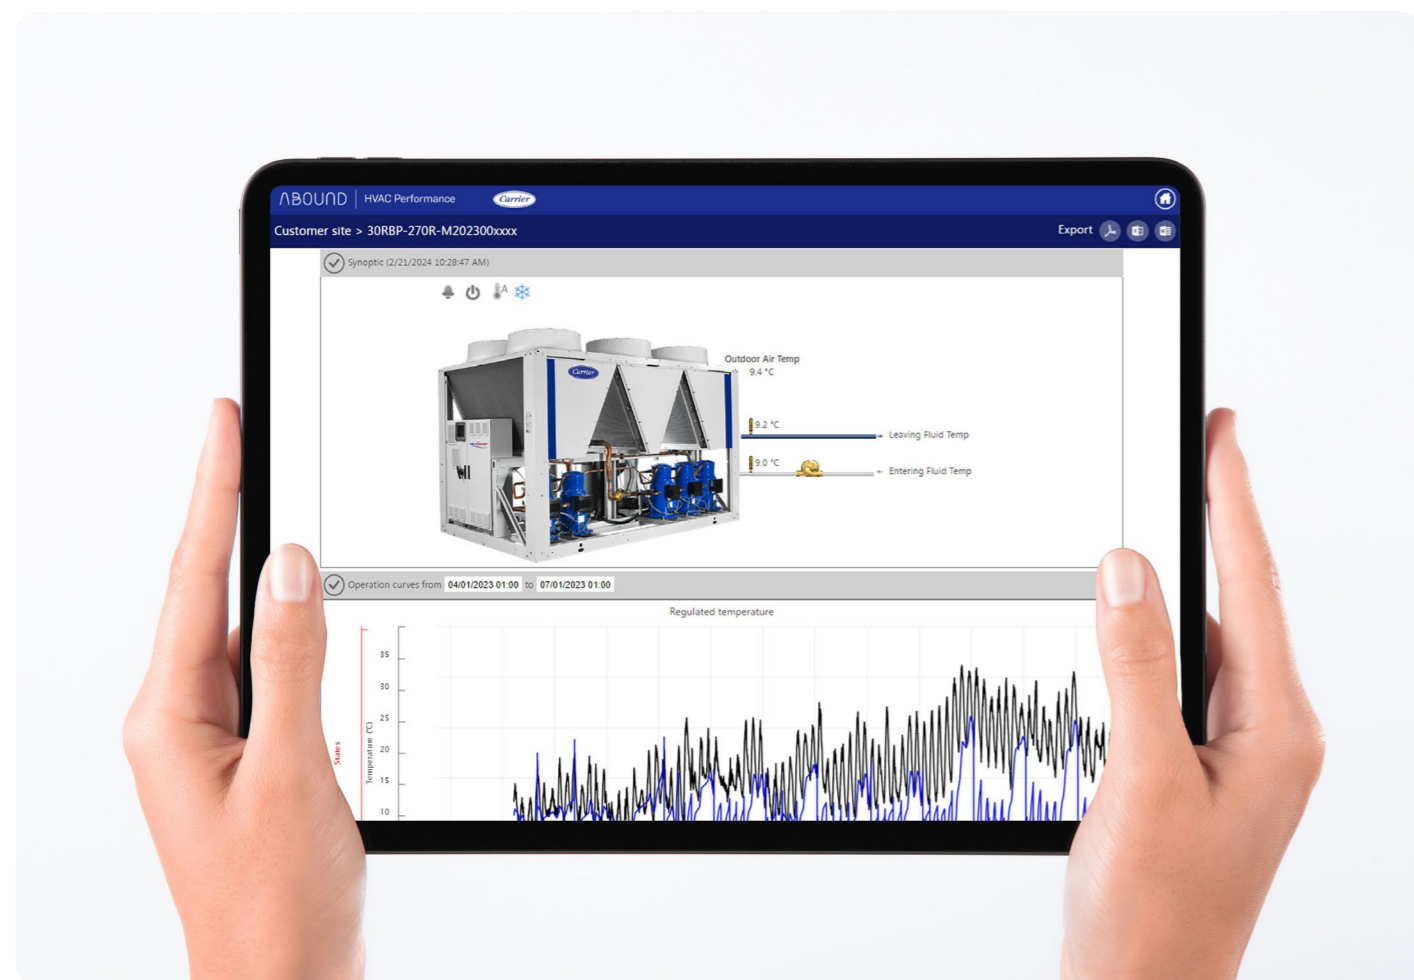 ABOUND | HVAC Performance Carrier
Customer site > 30RBP-270R-M202300xxxx Export
Synoptic (2/21/2024 10:28:47 AM)
A
Carrier
Outdoor Air Temp
9.4 °C
9.2 °C
Leaving Fluid Temp
9.0 °C
Entering Fluid Temp
Operation curves from 04/01/2023 01:00 to 07/01/2023 01:00
Regulated temperature
States
Temperature (°C)
35
30
25
20
15
10